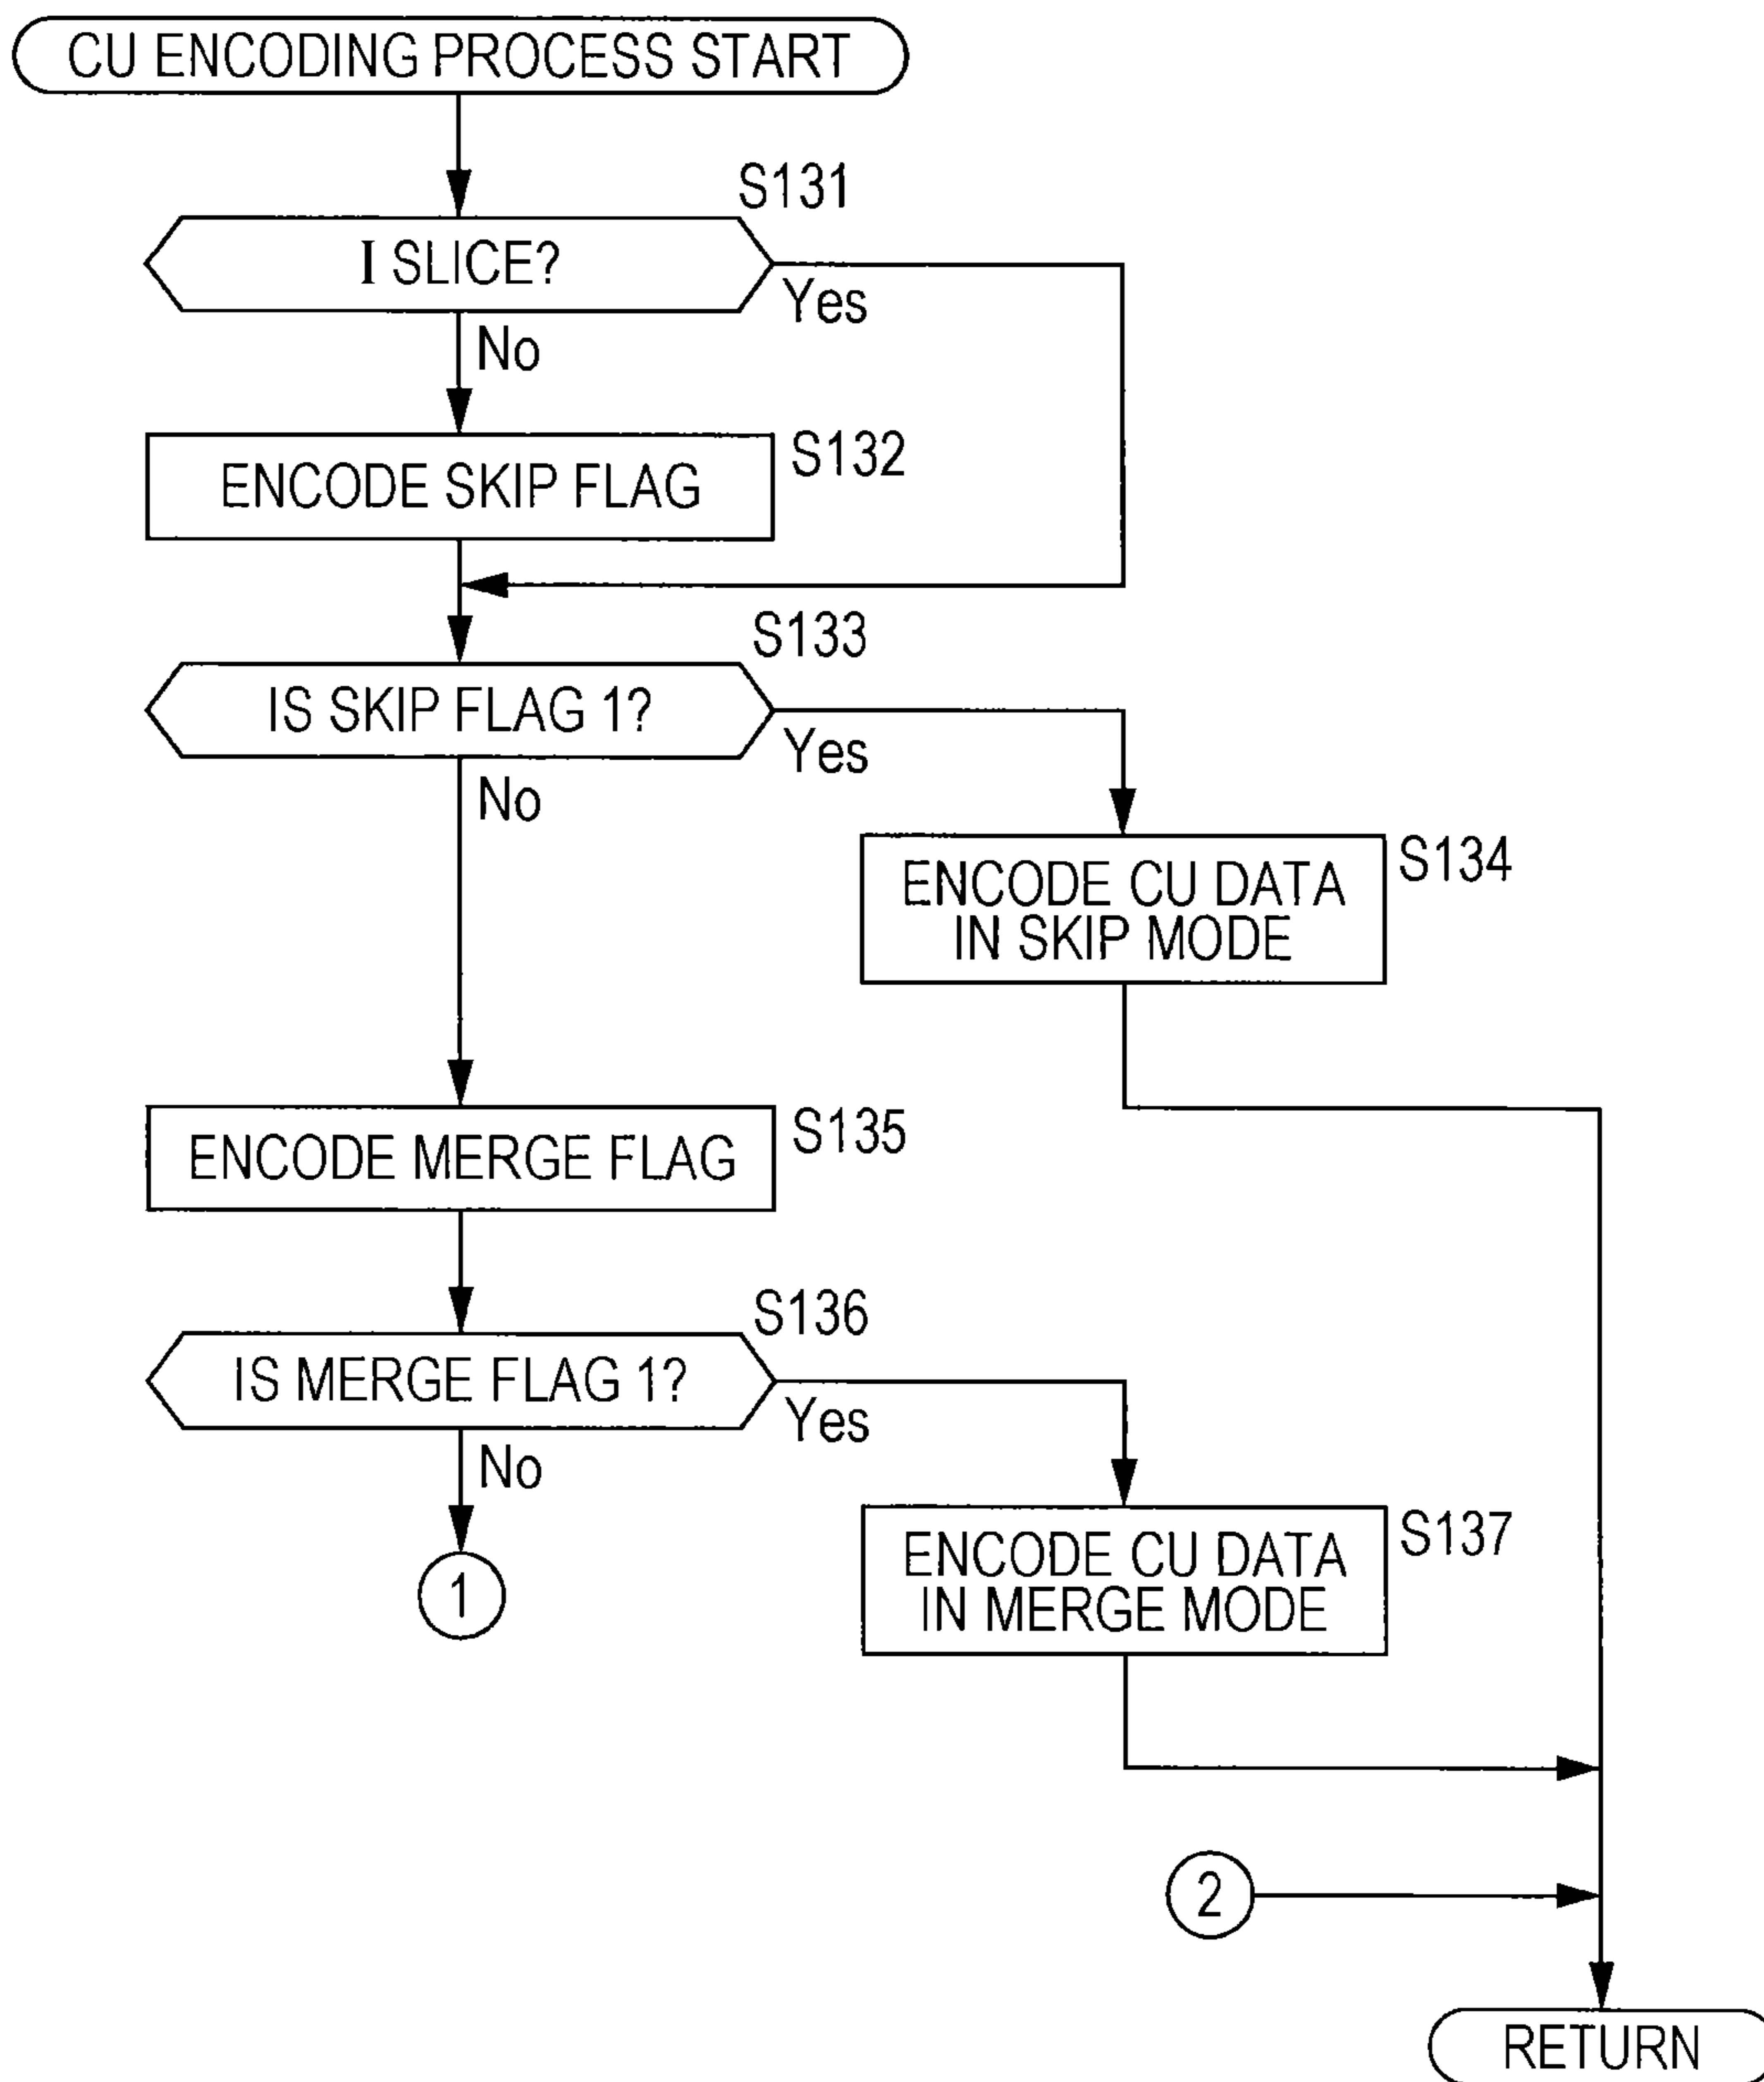 CU ENCODING PROCESS START
S131
I SLICE?
Yes
No
S132
ENCODE SKIP FLAG
S133
IS SKIP FLAG 1?
Yes
No
S134
ENCODE CU DATA
IN SKIP MODE
S135
ENCODE MERGE FLAG
S136
IS MERGE FLAG 1?
Yes
No
S137
ENCODE CU DATA
IN MERGE MODE
1
2
RETURN